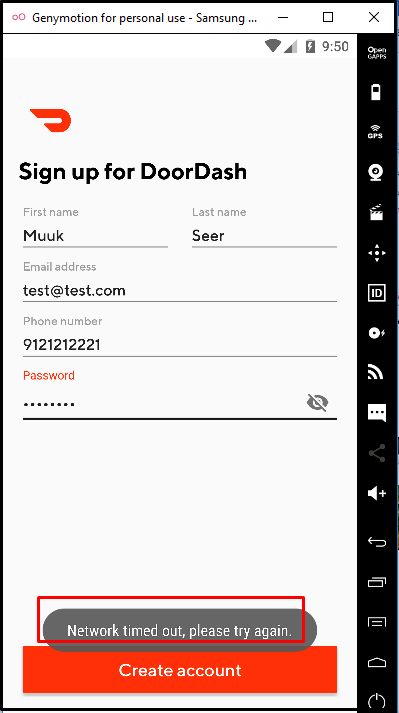 Genymotion for personal use - Samsung ...
9:50
Open
GAPPS
GPS
ID
Sign up for DoorDash
First name
Last name
Muuk
Seer
Email address
test@test.com
Phone number
9121212221
Password
••••••••
Network timed out, please try again.
Create account